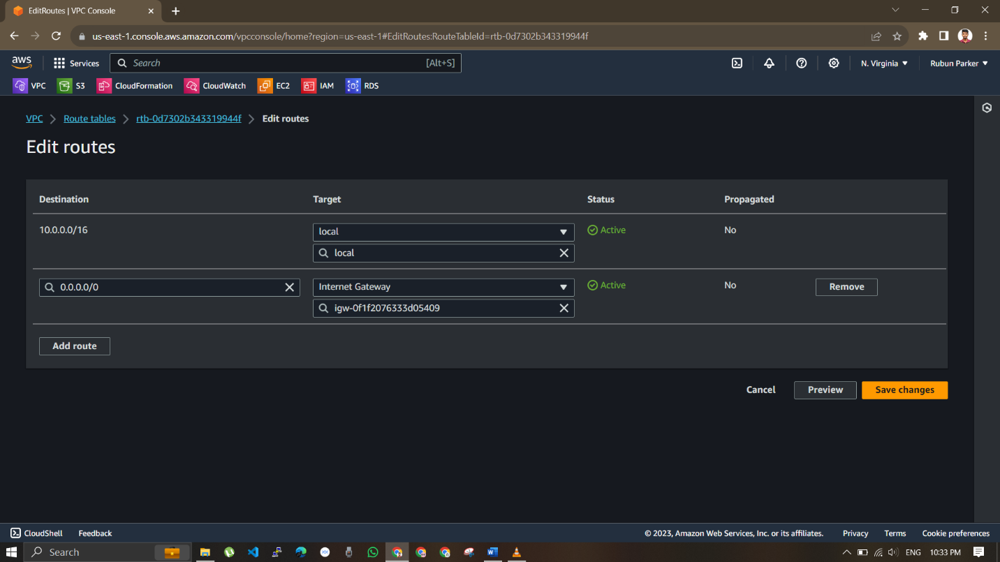 EditRoutes | VPC Console
us-east-1.console.aws.amazon.com/vpcconsole/home?region=us-east-1#EditRoutes:RouteTableId=rtb-0d7302b343319944f
aws Services Search [Alt+S] N. Virginia Rubun Parker
VPC S3 CloudFormation CloudWatch EC2 IAM RDS
VPC Route tables rtb-0d7302b343319944f Edit routes
Edit routes
Destination Target Status Propagated
10.0.0.0/16 local Active No
local
0.0.0.0/0 Internet Gateway Active No Remove
igw-0f1f2076333d05409
Add route
Cancel Preview Save changes
CloudShell Feedback © 2023, Amazon Web Services, Inc. or its affiliates. Privacy Terms Cookie preferences
Search ENG 10:33 PM